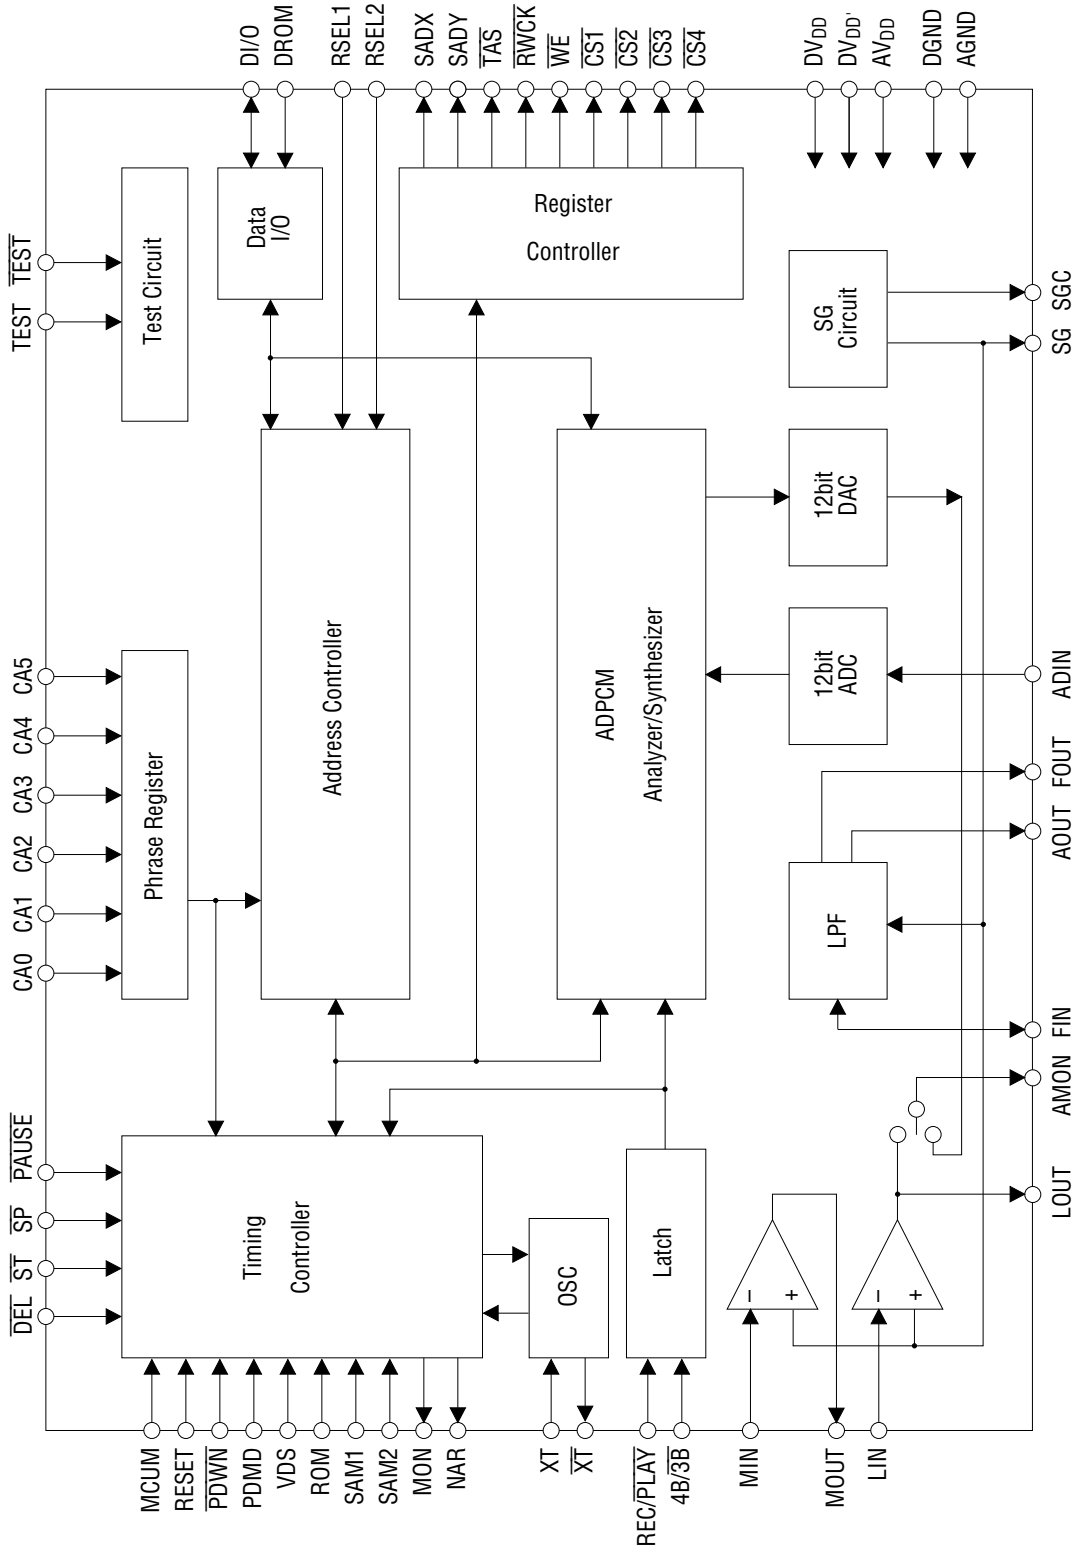 DI/O
DROM
RSEL1
RSEL2
SADX
SADY
TAS
RWCK
WE
CS1
CS2
CS3
CS4
DVDD
DVDD'
AVDD
DGND
AGND
TEST
TEST
Test Circuit
Data
I/O
Register
Controller
SG
Circuit
SGC
SG
CA5
CA4
CA3
CA2
CA1
CA0
Phrase Register
Address Controller
ADPCM
Analyzer/Synthesizer
12bit
DAC
12bit
ADC
ADIN
FOUT
AOUT
LPF
FIN
AMON
LOUT
PAUSE
SP
ST
DEL
Timing
Controller
OSC
Latch
−
+
−
+
MCUM
RESET
PDWN
PDMD
VDS
ROM
SAM1
SAM2
MON
NAR
XT
XT
REC/PLAY
4B/3B
MIN
MOUT
LIN